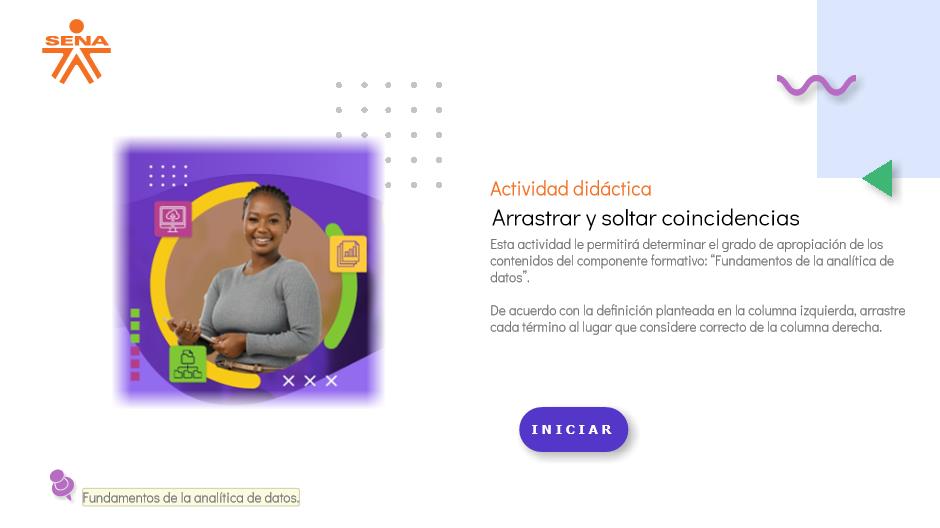 SENA
Actividad didáctica
Arrastrar y soltar coincidencias
Esta actividad le permitirá determinar el grado de apropiación de los
contenidos del componente formativo: “Fundamentos de la analítica de
datos”.
De acuerdo con la definición planteada en la columna izquierda, arrastre
cada término al lugar que considere correcto de la columna derecha.
INICIAR
Fundamentos de la analítica de datos.